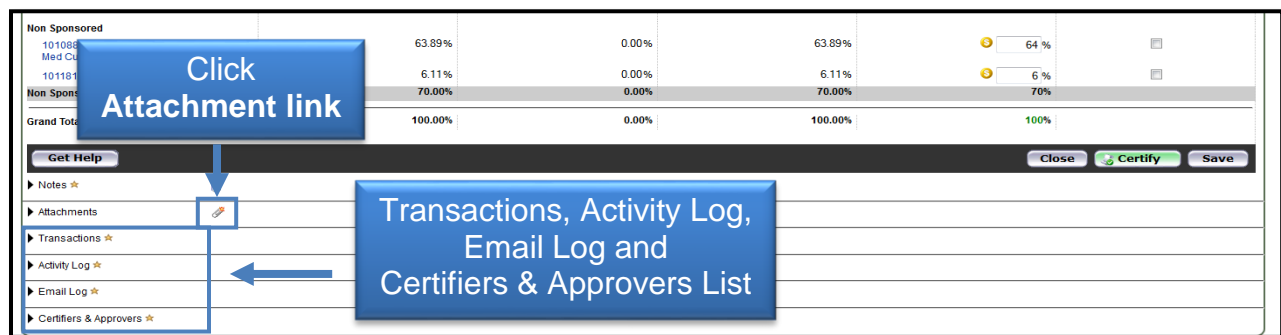 Non Sponsored
101088 63.89% 0.00% 63.89% 64 %
Med Cu
101181 6.11% 0.00% 6.11% 6 %
Non Spons 70.00% 0.00% 70.00% 70%
Grand Tota 100.00% 0.00% 100.00% 100%
Click
Attachment link
Get Help Close Certify Save
Notes
Attachments
Transactions
Activity Log
Email Log
Certifiers & Approvers
Transactions, Activity Log,
Email Log and
Certifiers & Approvers List